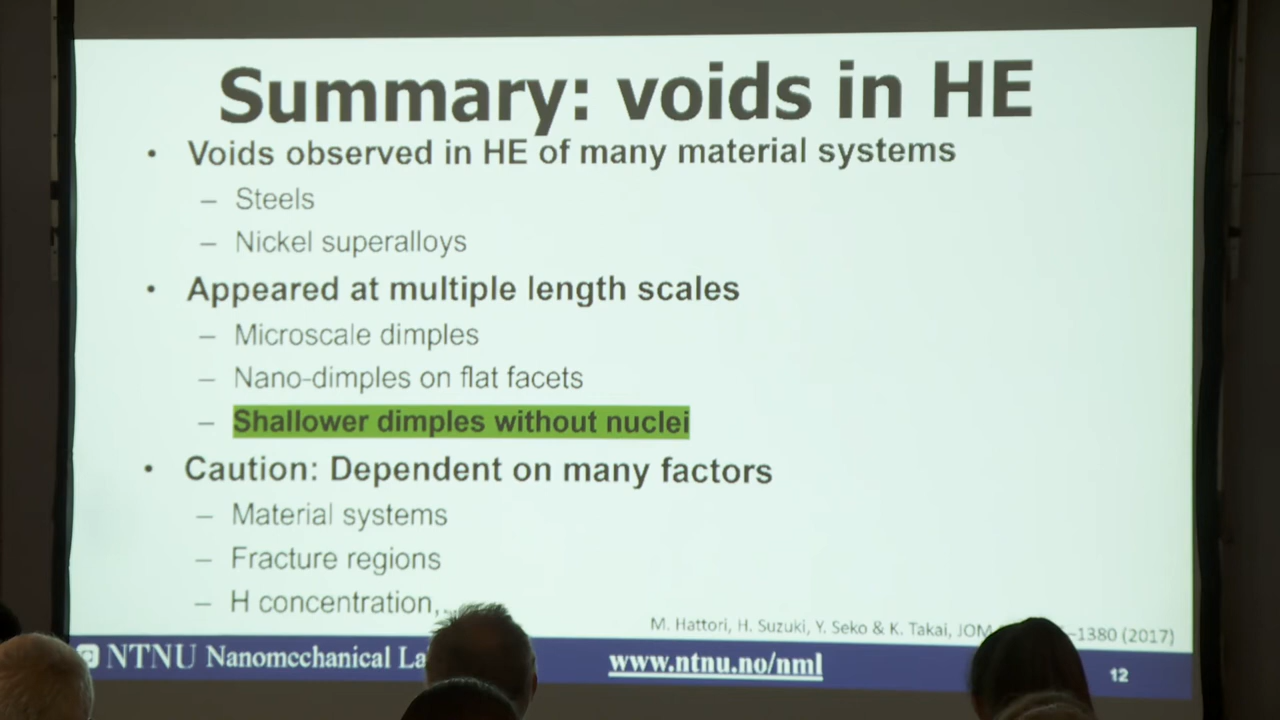 Summary: voids in HE
• Voids observed in HE of many material systems
– Steels
– Nickel superalloys
• Appeared at multiple length scales
– Microscale dimples
– Nano-dimples on flat facets
– Shallower dimples without nuclei
• Caution: Dependent on many factors
– Material systems
– Fracture regions
– H concentration,
M. Hattori, H. Suzuki, Y. Seko & K. Takai, JOM –1380 (2017)
NTNU Nanomechanical La www.ntnu.no/nml 12